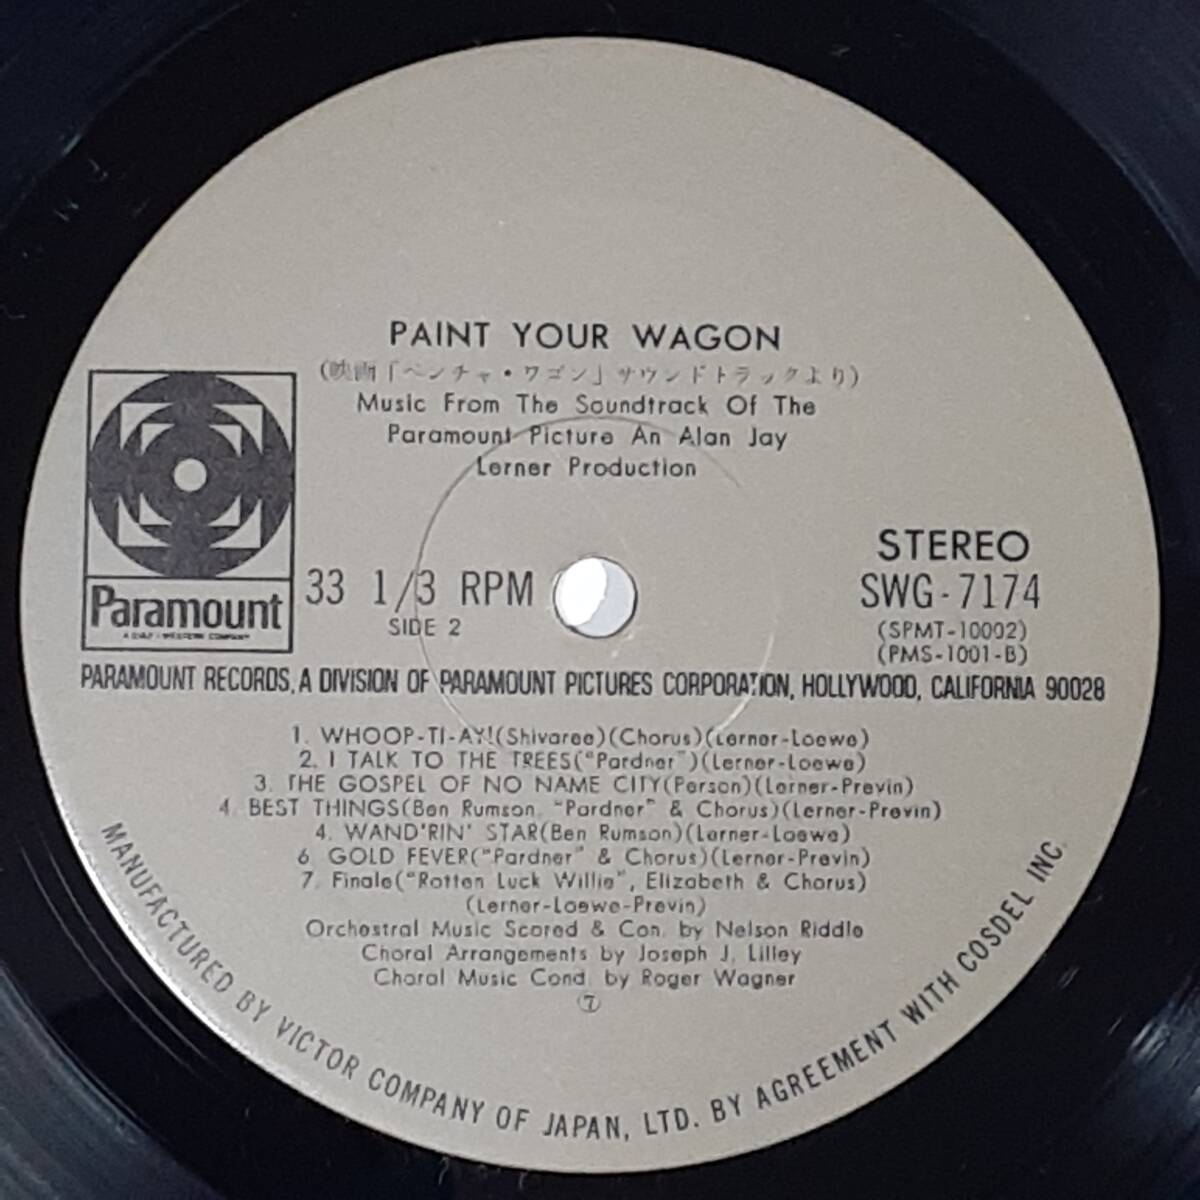 PAINT YOUR WAGON
(映画「ペンチャ・ワゴン」サウンドトラックより)
Music From The Soundtrack Of The
Paramount Picture An Alan Jay
Lerner Production
Paramount
A GULF + WESTERN COMPANY
33 1/3 RPM
SIDE 2
STEREO
SWG-7174
(SPMT-10002)
(PMS-1001-B)
PARAMOUNT RECORDS, A DIVISION OF PARAMOUNT PICTURES CORPORATION, HOLLYWOOD, CALIFORNIA 90028
1. WHOOP-TI-AY!(Shivaree)(Chorus)(Lerner-Loewe)
2. I TALK TO THE TREES("Pardner")(Lerner-Loewe)
3. THE GOSPEL OF NO NAME CITY(Person)(Lerner-Previn)
4. BEST THINGS(Ben Rumson. "Pardner" & Chorus)(Lerner-Previn)
4. WAND'RIN' STAR(Ben Rumson)(Lerner-Loewe)
6. GOLD FEVER("Pardner" & Chorus)(Lerner-Previn)
7. Finale("Rotten Luck Willie", Elizabeth & Chorus)
(Lerner-Loewe-Previn)
Orchestral Music Scored & Con. by Nelson Riddle
Choral Arrangements by Joseph J. Lilley
Choral Music Cond. by Roger Wagner
⑦
MANUFACTURED BY VICTOR COMPANY OF JAPAN, LTD. BY AGREEMENT WITH COSDEL INC.